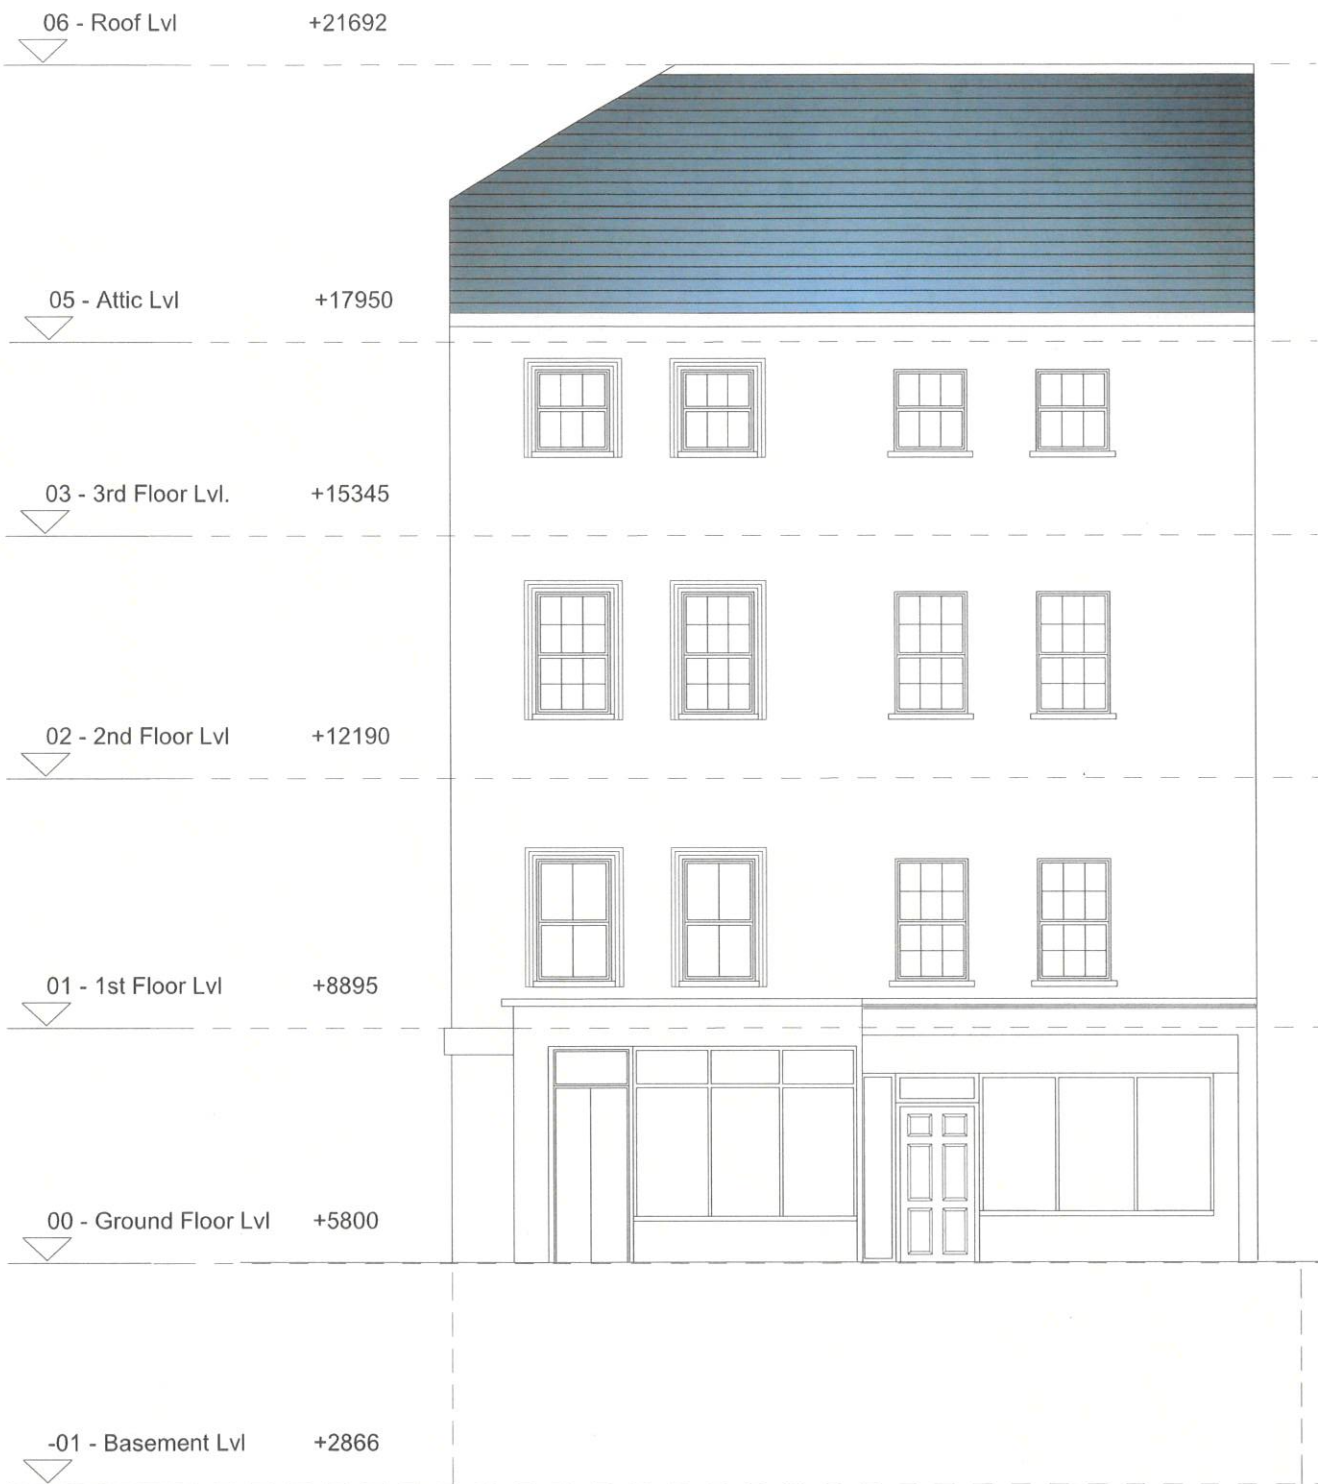 06 - Roof Lvl +21692
05 - Attic Lvl +17950
03 - 3rd Floor Lvl. +15345
02 - 2nd Floor Lvl +12190
01 - 1st Floor Lvl +8895
00 - Ground Floor Lvl +5800
-01 - Basement Lvl +2866